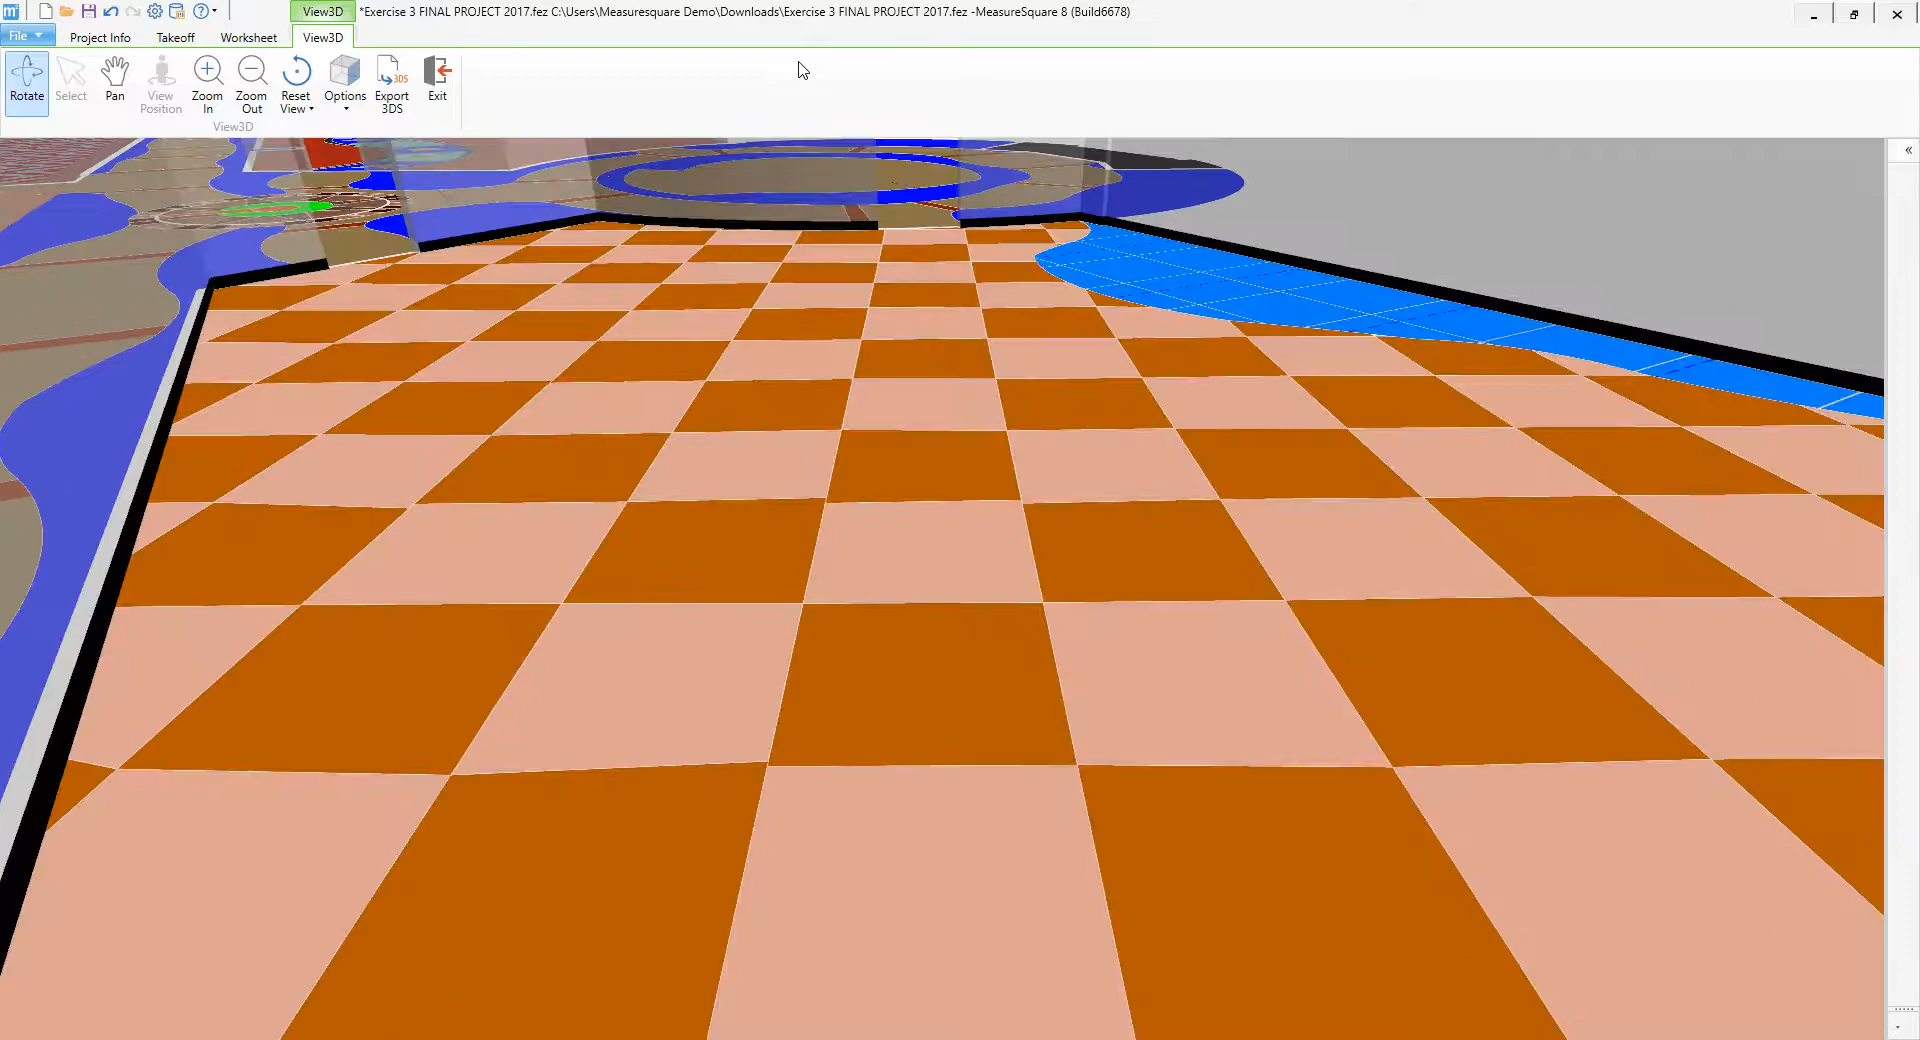 View3D *Exercise 3 FINAL PROJECT 2017.fez C:\Users\Measuresquare Demo\Downloads\Exercise 3 FINAL PROJECT 2017.fez -MeasureSquare 8 (Build6678)
File Project Info Takeoff Worksheet View3D
Rotate Select Pan View Position Zoom In Zoom Out Reset View Options Export 3DS Exit
View3D